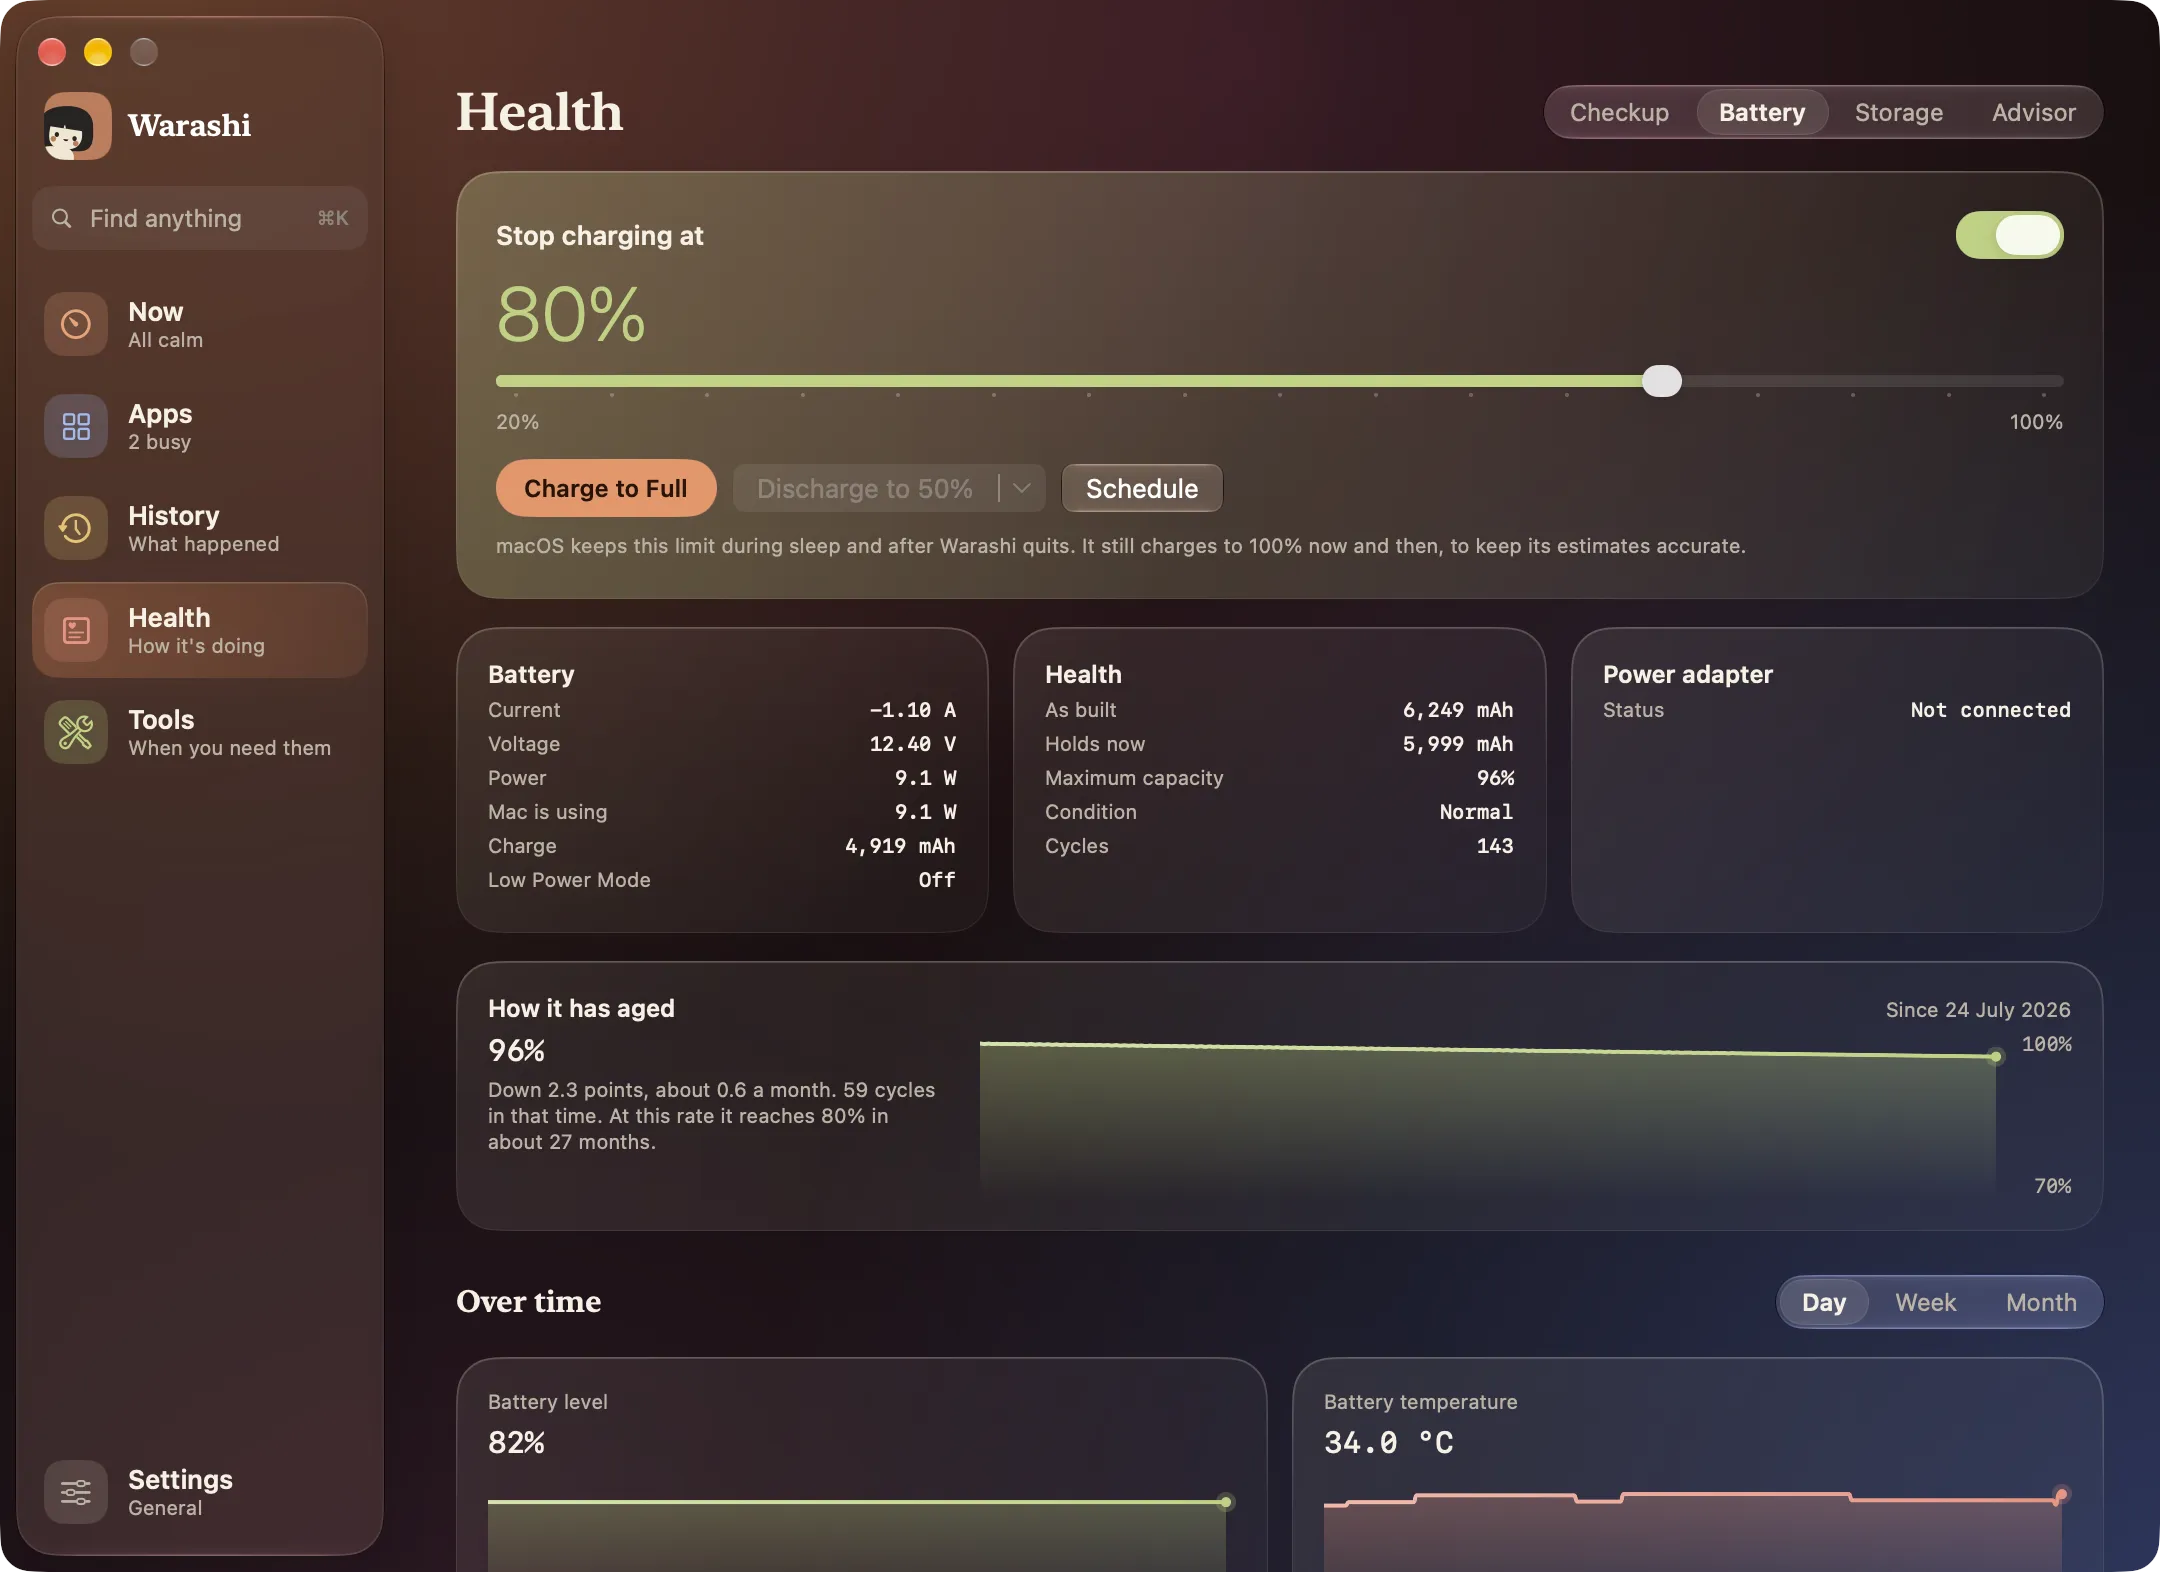 Warashi
Find anything ⌘K
Now
All calm
Apps
2 busy
History
What happened
Health
How it's doing
Tools
When you need them
Settings
General
Health
Checkup Battery Storage Advisor
Stop charging at
80%
20% 100%
Charge to Full Discharge to 50% Schedule
macOS keeps this limit during sleep and after Warashi quits. It still charges to 100% now and then, to keep its estimates accurate.
Battery
Current −1.10 A
Voltage 12.40 V
Power 9.1 W
Mac is using 9.1 W
Charge 4,919 mAh
Low Power Mode Off
Health
As built 6,249 mAh
Holds now 5,999 mAh
Maximum capacity 96%
Condition Normal
Cycles 143
Power adapter
Status Not connected
How it has aged
96%
Down 2.3 points, about 0.6 a month. 59 cycles
in that time. At this rate it reaches 80% in
about 27 months.
Since 24 July 2026
100%
70%
Over time
Day Week Month
Battery level
82%
Battery temperature
34.0 °C